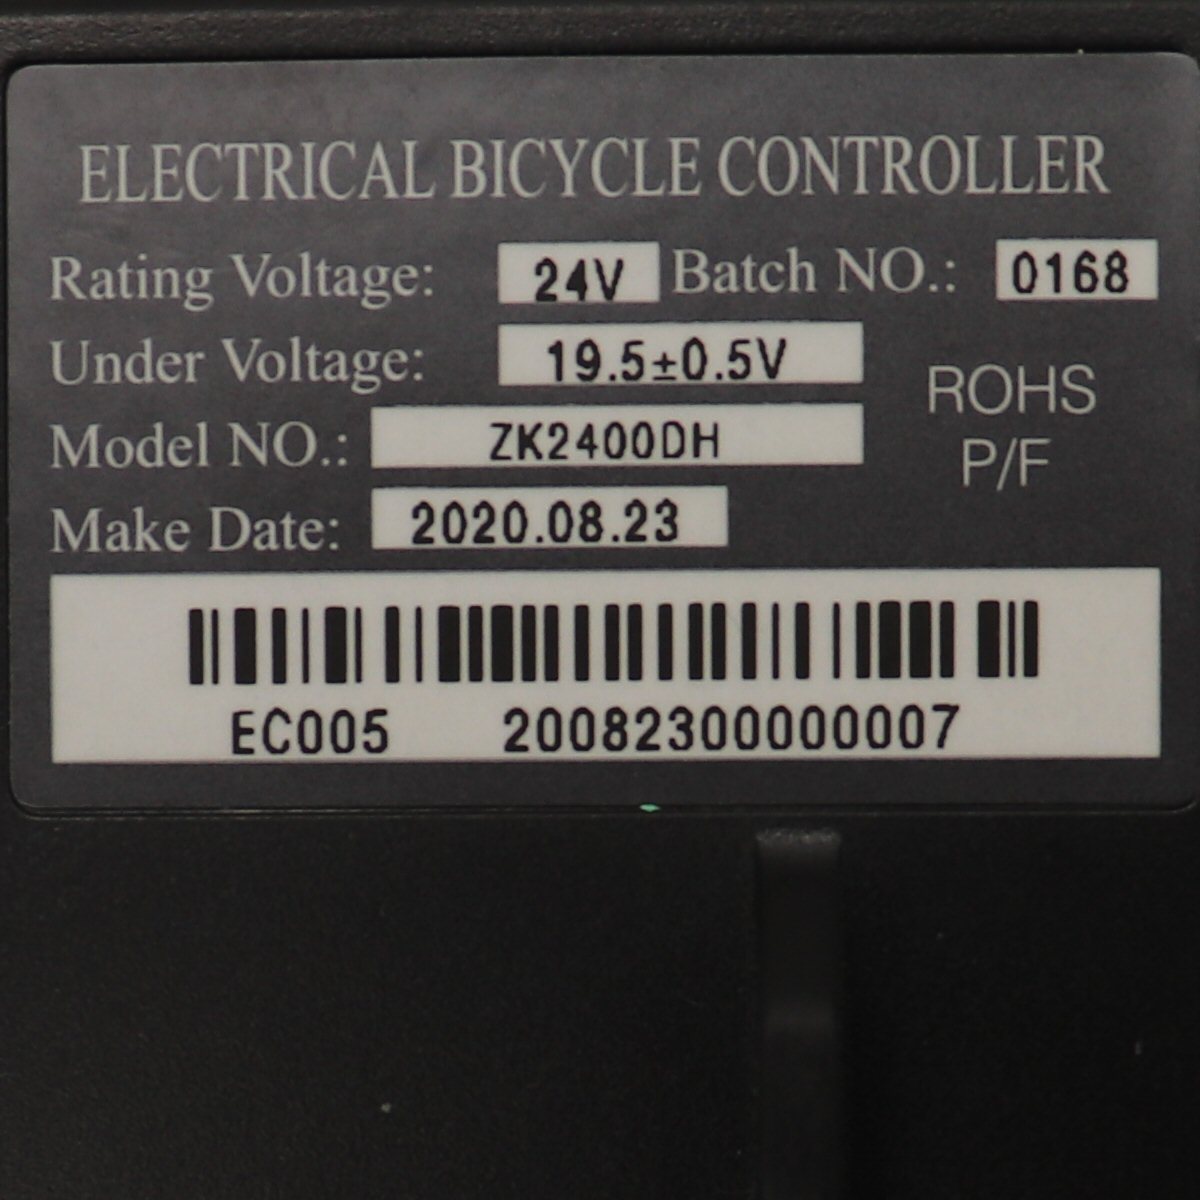 ELECTRICAL BICYCLE CONTROLLER
Rating Voltage: 24V Batch NO.: 0168
Under Voltage: 19.5±0.5V
ROHS
Model NO.: ZK2400DH
P/F
Make Date: 2020.08.23
EC005 20082300000007